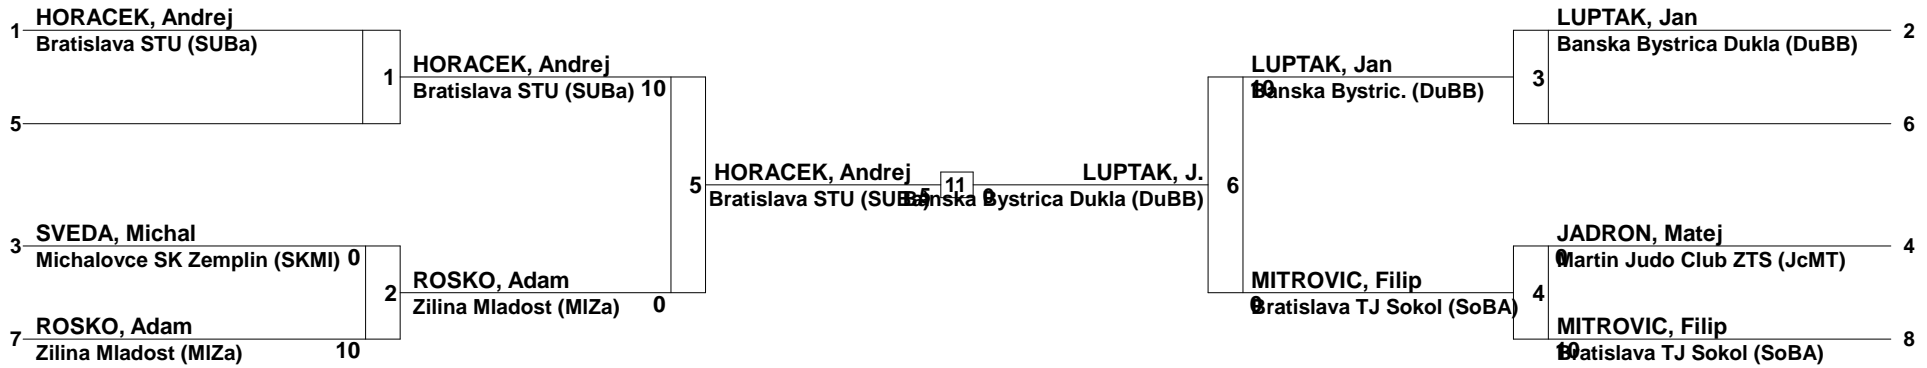 1
HORACEK, Andrej
Bratislava STU (SUBa)
5
1
HORACEK, Andrej
Bratislava STU (SUBa) 10
3
SVEDA, Michal
Michalovce SK Zemplin (SKMI) 0
7
ROSKO, Adam
Zilina Mladost (MIZa) 10
2
ROSKO, Adam
Zilina Mladost (MIZa) 0
5
HORACEK, Andrej
Bratislava STU (SUBa) 5
11
LUPTAK, J.
Banska Bystrica Dukla (DuBB)
0
6
LUPTAK, Jan
Banska Bystric. (DuBB)
10
MITROVIC, Filip
Bratislava TJ Sokol (SoBA)
0
3
LUPTAK, Jan
Banska Bystrica Dukla (DuBB)
2
6
4
JADRON, Matej
Martin Judo Club ZTS (JcMT)
0
4
MITROVIC, Filip
Bratislava TJ Sokol (SoBA)
10
8